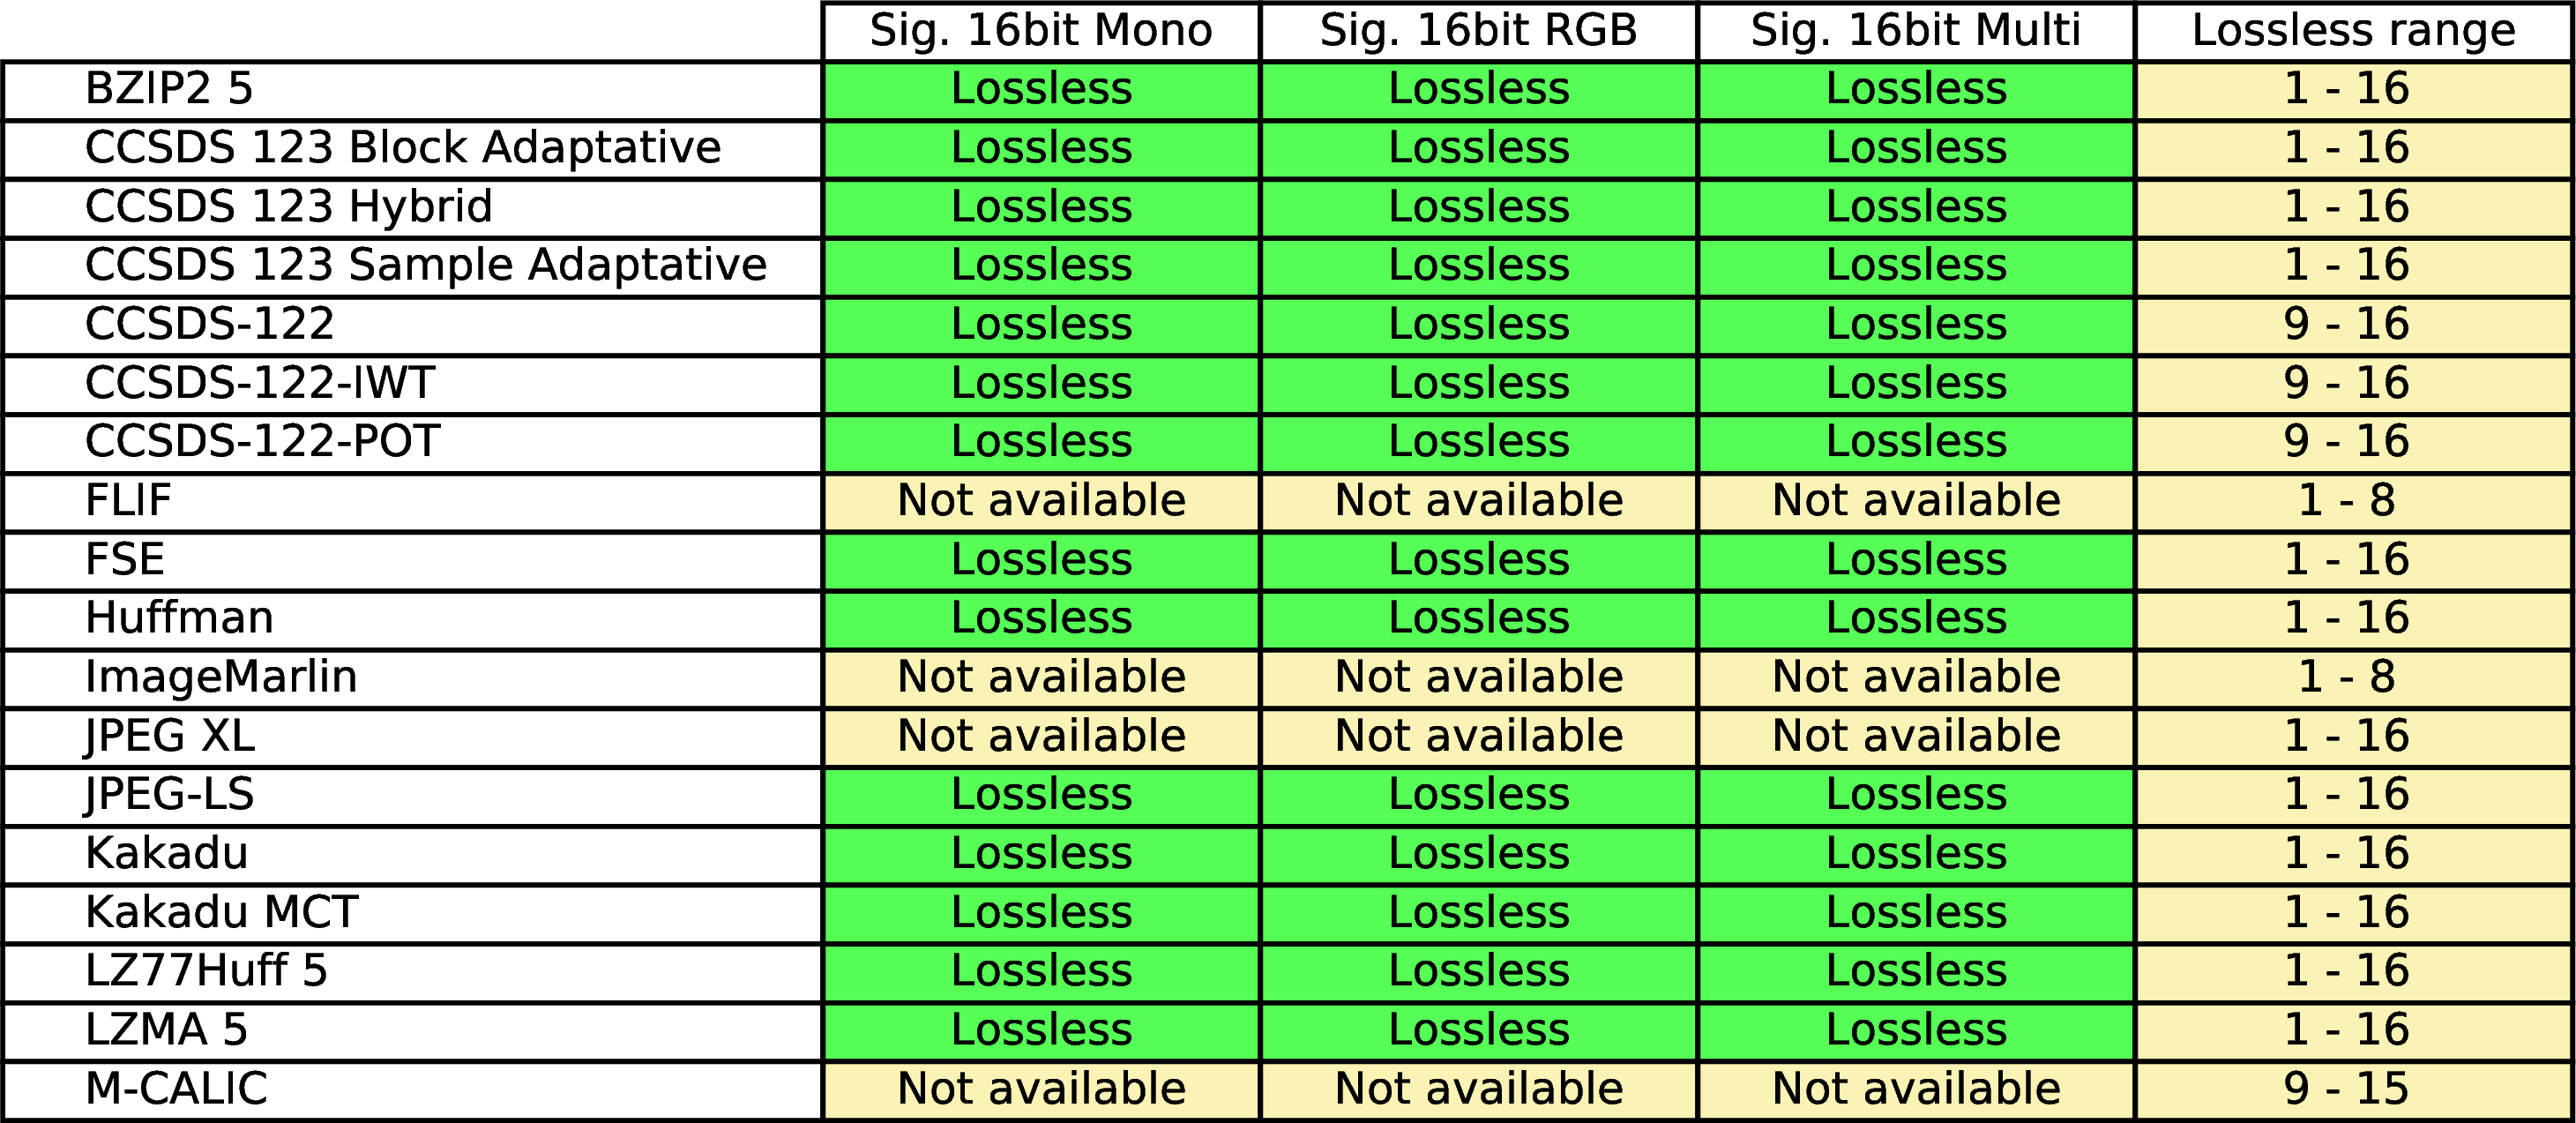 Sig. 16bit Mono Sig. 16bit RGB Sig. 16bit Multi Lossless range
BZIP2 5 Lossless Lossless Lossless 1 - 16
CCSDS 123 Block Adaptative Lossless Lossless Lossless 1 - 16
CCSDS 123 Hybrid Lossless Lossless Lossless 1 - 16
CCSDS 123 Sample Adaptative Lossless Lossless Lossless 1 - 16
CCSDS-122 Lossless Lossless Lossless 9 - 16
CCSDS-122-IWT Lossless Lossless Lossless 9 - 16
CCSDS-122-POT Lossless Lossless Lossless 9 - 16
FLIF Not available Not available Not available 1 - 8
FSE Lossless Lossless Lossless 1 - 16
Huffman Lossless Lossless Lossless 1 - 16
ImageMarlin Not available Not available Not available 1 - 8
JPEG XL Not available Not available Not available 1 - 16
JPEG-LS Lossless Lossless Lossless 1 - 16
Kakadu Lossless Lossless Lossless 1 - 16
Kakadu MCT Lossless Lossless Lossless 1 - 16
LZ77Huff 5 Lossless Lossless Lossless 1 - 16
LZMA 5 Lossless Lossless Lossless 1 - 16
M-CALIC Not available Not available Not available 9 - 15